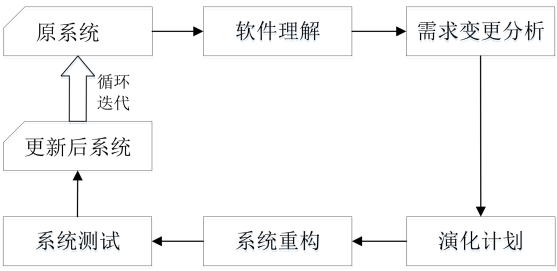 原系统
软件理解
需求变更分析
循环
迭代
更新后系统
系统测试
系统重构
演化计划